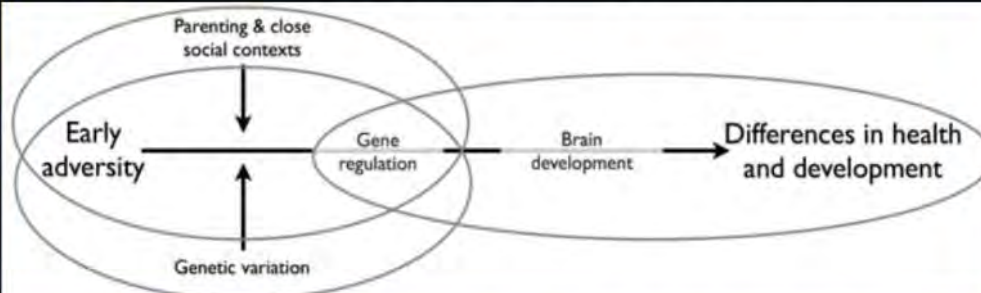 Parenting & close
social contexts
Early
adversity
Gene
regulation
Brain
development
Differences in health
and development
Genetic variation